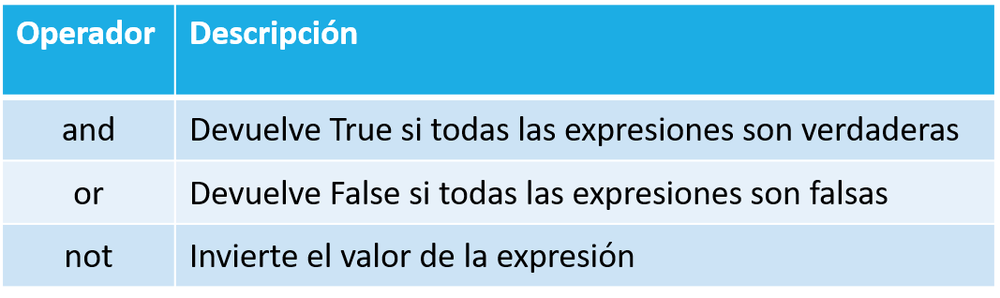 Operador Descripción
and Devuelve True si todas las expresiones son verdaderas
or Devuelve False si todas las expresiones son falsas
not Invierte el valor de la expresión